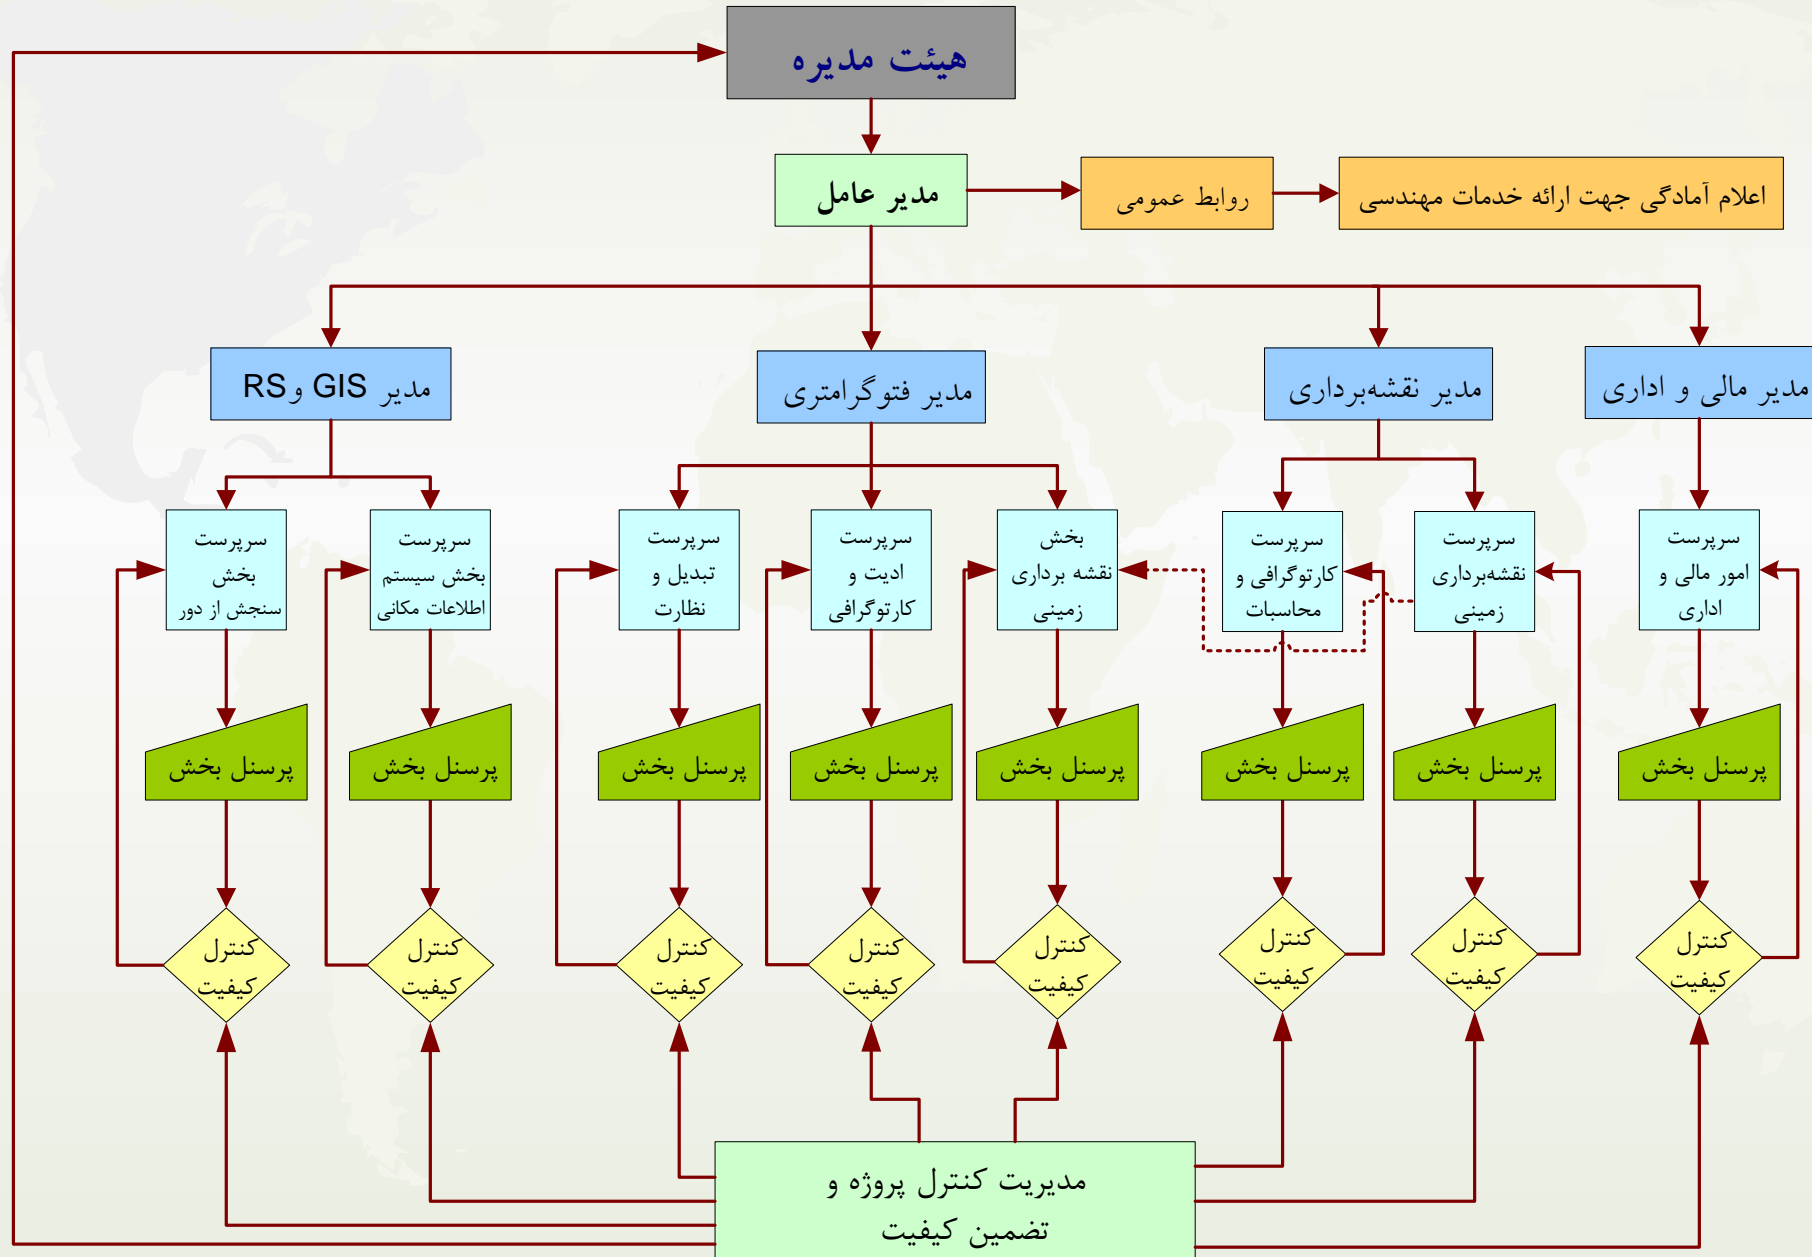 هیئت مدیره
مدیر عامل
روابط عمومی
اعلام آمادگی جهت ارائه خدمات مهندسی
مدیر مالی و اداری
مدیر نقشه‌برداری
مدیر فتوگرامتری
مدیر GIS و RS
سرپرست
امور مالی و
اداری
سرپرست
نقشه‌برداری
زمینی
سرپرست
کارتوگرافی و
محاسبات
بخش
نقشه برداری
زمینی
سرپرست
ادیت و
کارتوگرافی
سرپرست
تبدیل و
نظارت
سرپرست
بخش سیستم
اطلاعات مکانی
سرپرست
بخش
سنجش از دور
پرسنل بخش
پرسنل بخش
پرسنل بخش
پرسنل بخش
پرسنل بخش
پرسنل بخش
پرسنل بخش
پرسنل بخش
کنترل
کیفیت
کنترل
کیفیت
کنترل
کیفیت
کنترل
کیفیت
کنترل
کیفیت
کنترل
کیفیت
کنترل
کیفیت
کنترل
کیفیت
مدیریت کنترل پروژه و
تضمین کیفیت